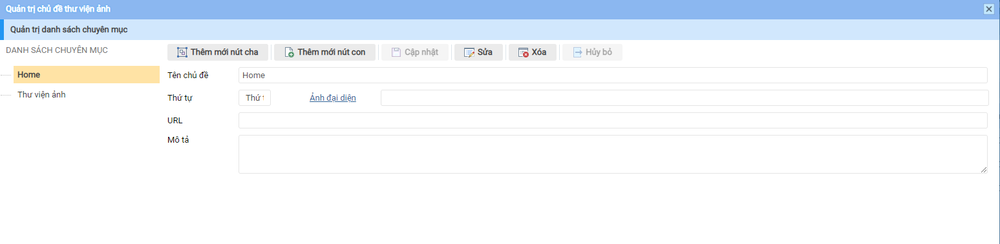 Quản trị chủ đề thư viện ảnh
Quản trị danh sách chuyên mục
DANH SÁCH CHUYÊN MỤC
Thêm mới nút cha Thêm mới nút con Cập nhật Sửa Xóa Hủy bỏ
Home
Thư viện ảnh
Tên chủ đề Home
Thứ tự Thứ t Ảnh đại diện
URL
Mô tả